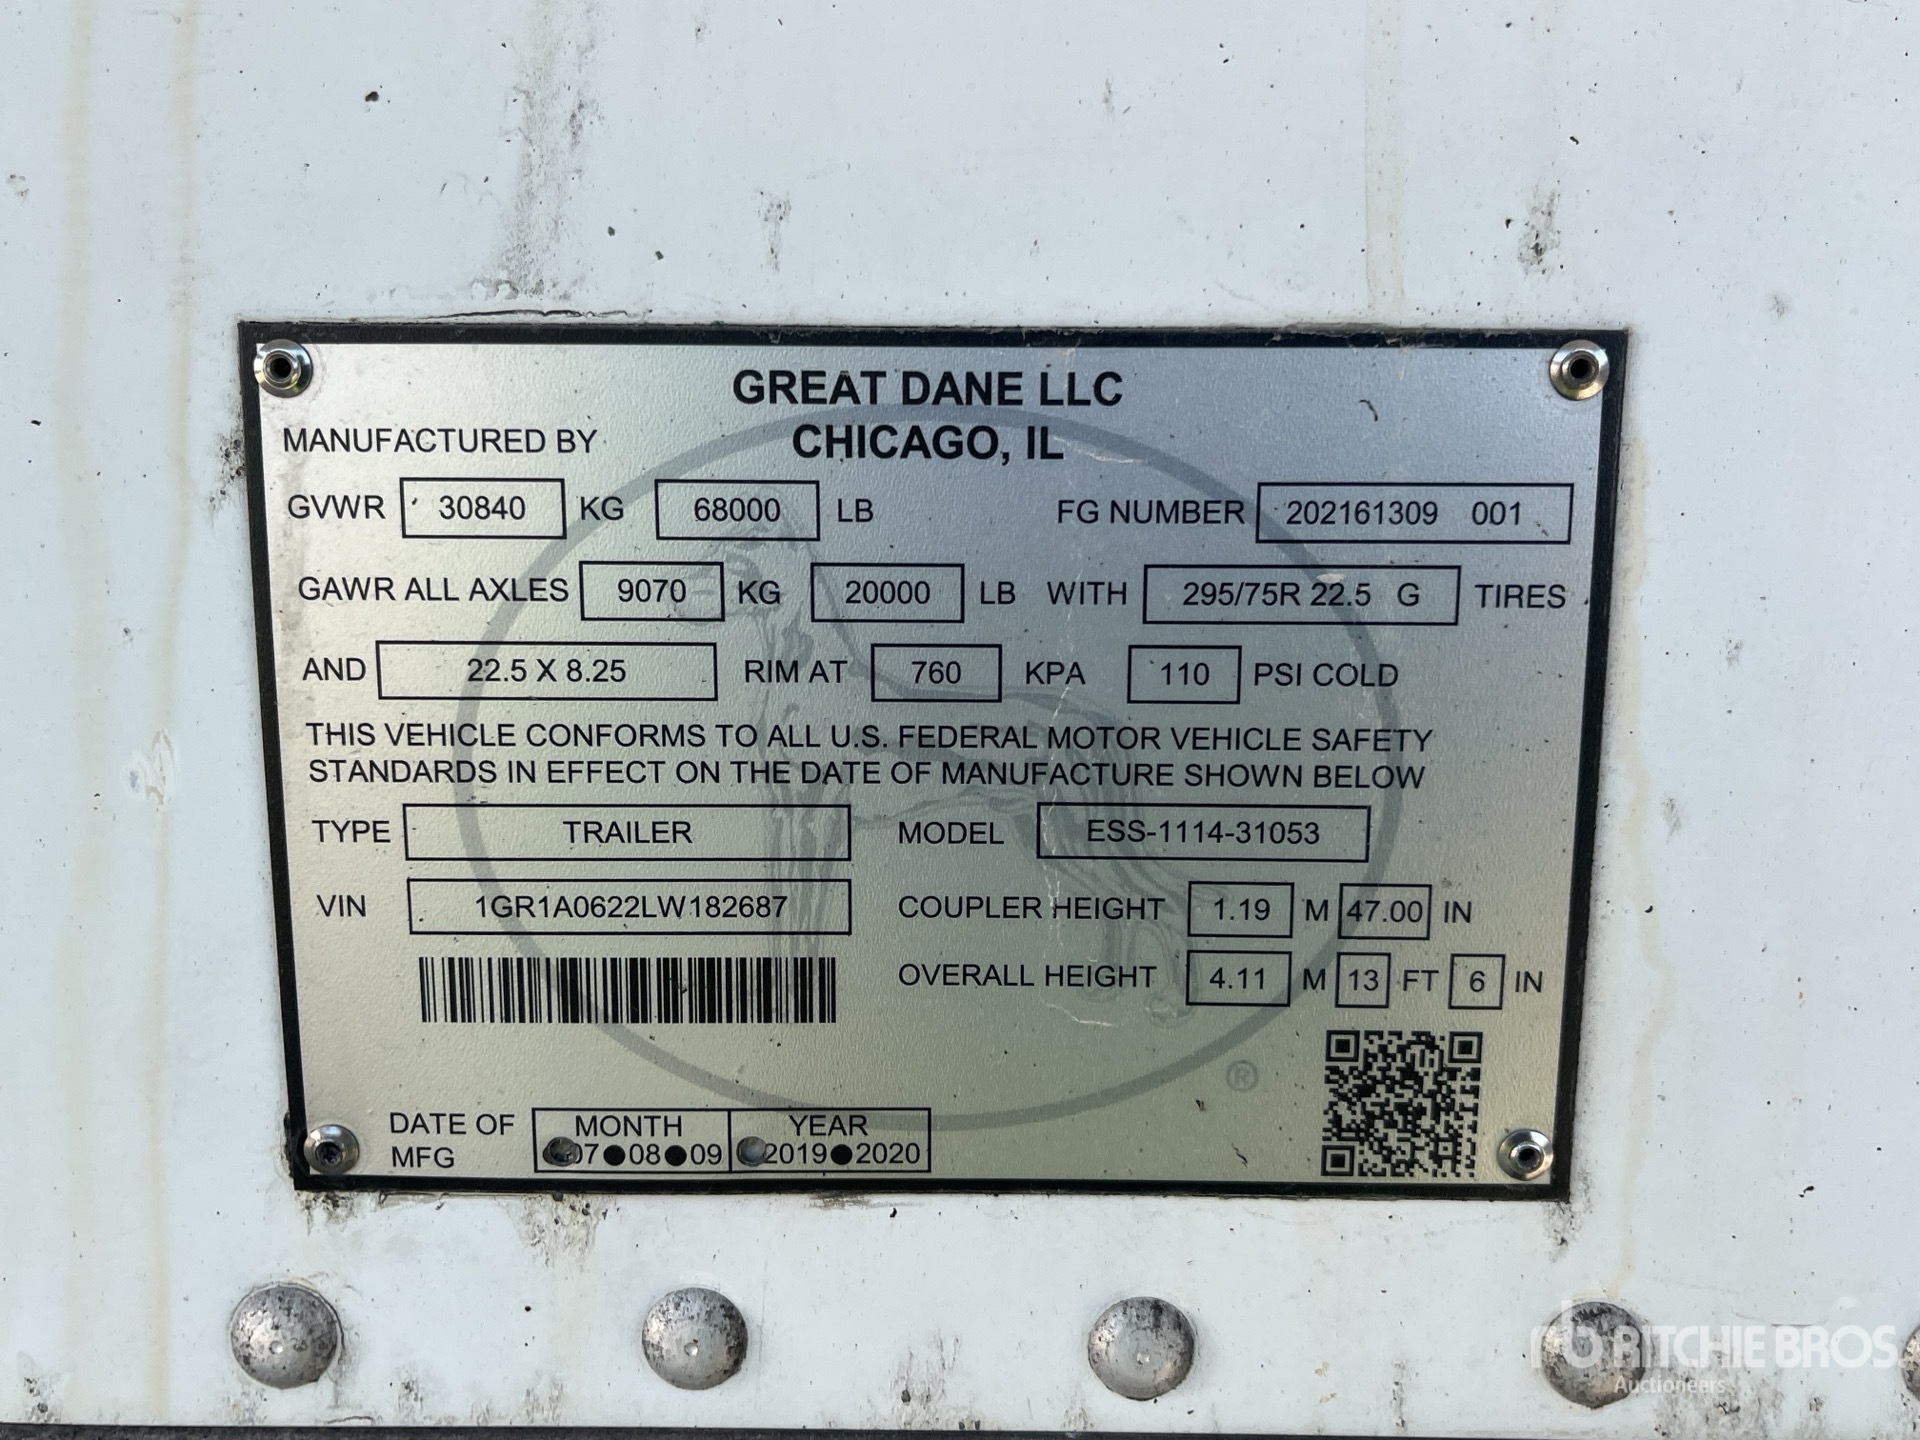 GREAT DANE LLC
MANUFACTURED BY CHICAGO, IL
GVWR 30840 KG 68000 LB FG NUMBER 202161309 001
GAWR ALL AXLES 9070 KG 20000 LB WITH 295/75R 22.5 G TIRES
AND 22.5 X 8.25 RIM AT 760 KPA 110 PSI COLD
THIS VEHICLE CONFORMS TO ALL U.S. FEDERAL MOTOR VEHICLE SAFETY
STANDARDS IN EFFECT ON THE DATE OF MANUFACTURE SHOWN BELOW
TYPE TRAILER MODEL ESS-1114-31053
VIN 1GR1A0622LW182687 COUPLER HEIGHT 1.19 M 47.00 IN
OVERALL HEIGHT 4.11 M 13 FT 6 IN
®
DATE OF MONTH YEAR
MFG 07 ● 08 ● 09 2019 ● 2020
rb RITCHIE BROS.
Auctioneers